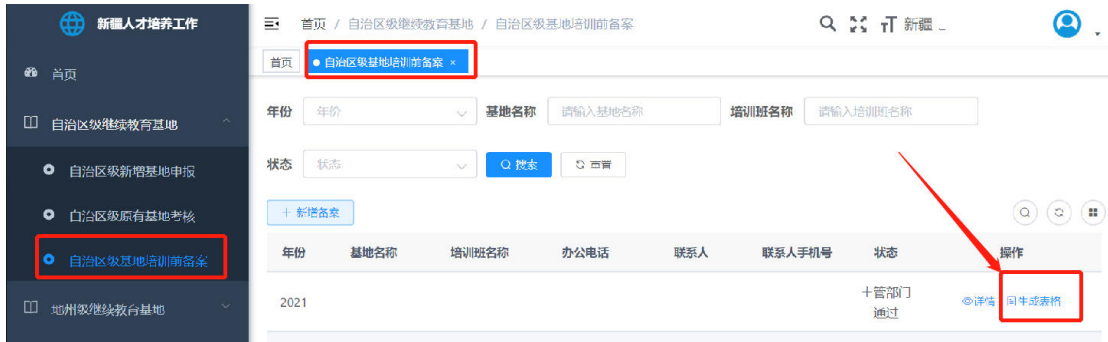 新疆人才培养工作
首页 / 自治区级继续教育基地 / 自治区级基地培训前备案
新疆
首页
自治区级基地培训前备案 ×
首页
自治区级继续教育基地
自治区级新增基地申报
自治区级原有基地考核
自治区级基地培训前备案
地州级继续教育基地
年份 年份 基地名称 请输入基地名称 培训班名称 请输入培训班名称
状态 状态 搜索 重置
+ 新增备案
年份 基地名称 培训班名称 办公电话 联系人 联系人手机号 状态 操作
2021 主管部门通过 详情 生成表格